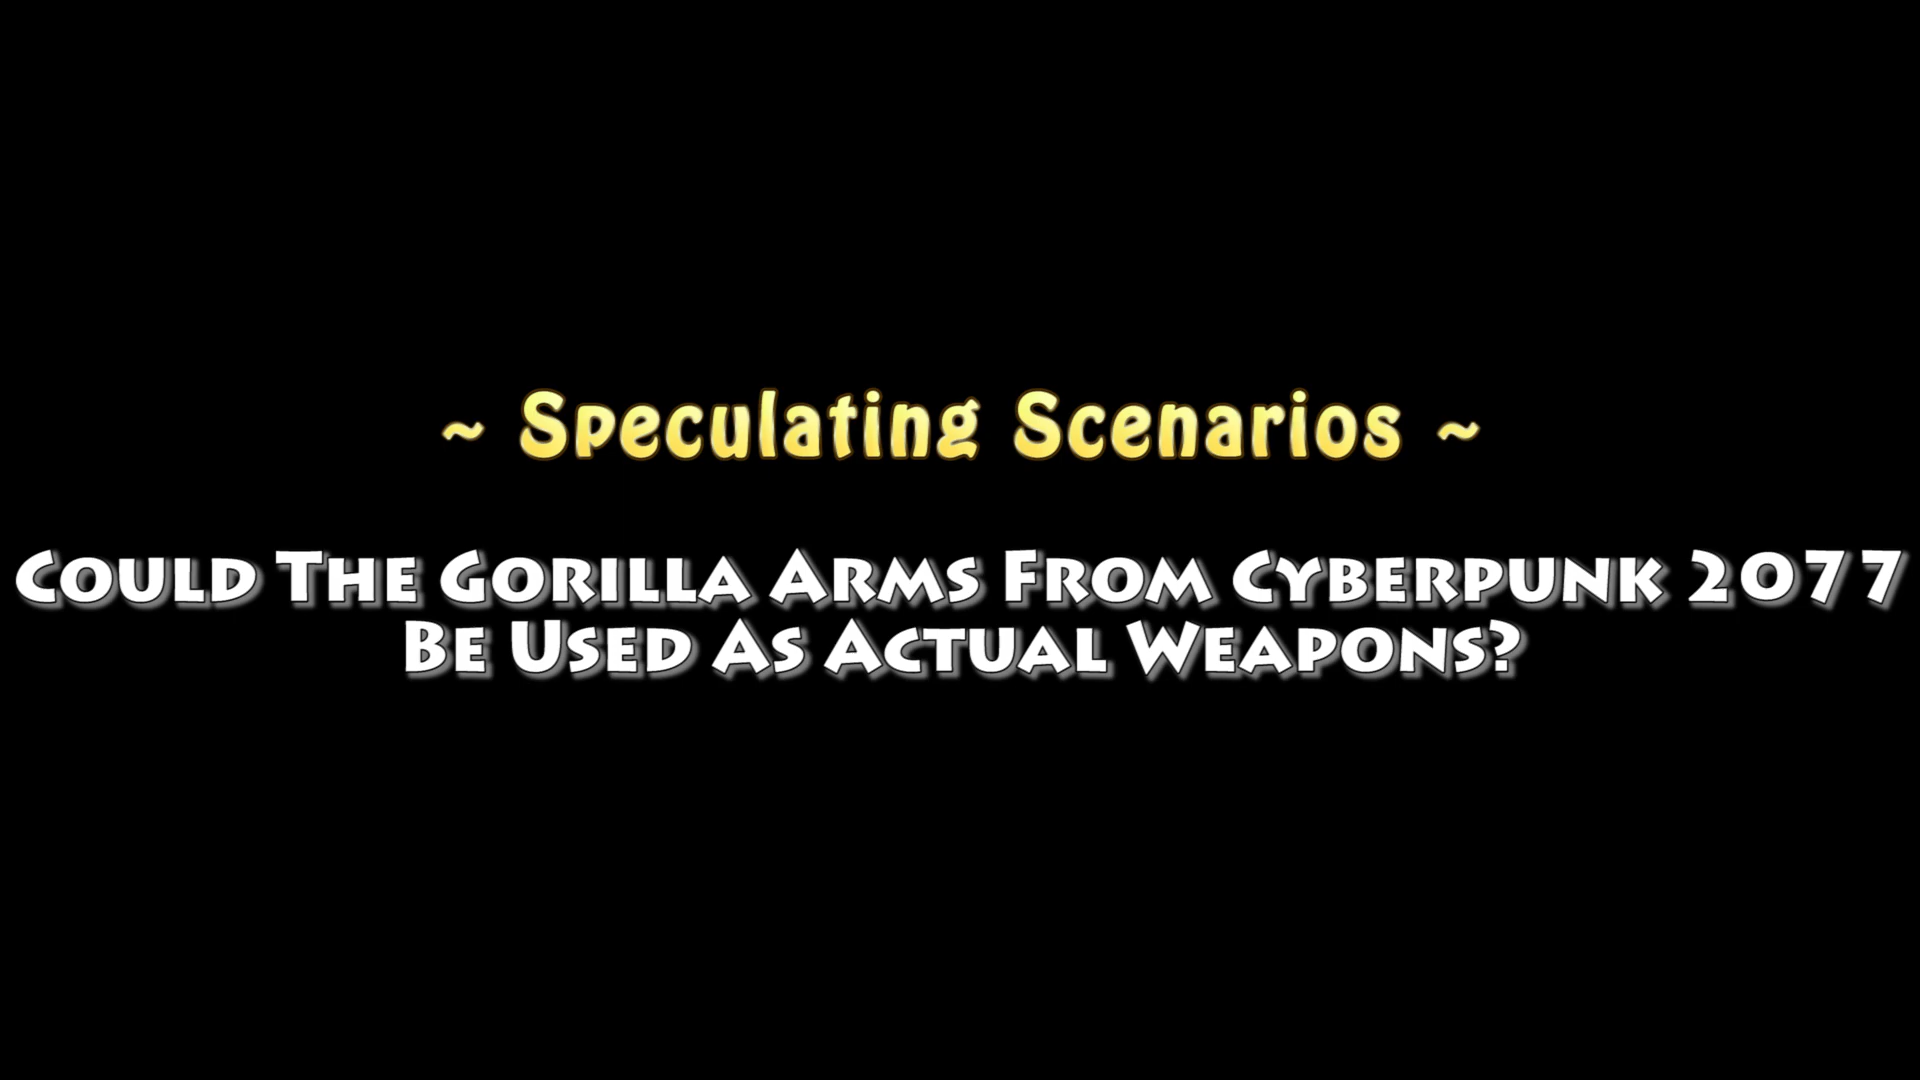 ~ Speculating Scenarios ~
Could The Gorilla Arms From Cyberpunk 2077
Be Used As Actual Weapons?